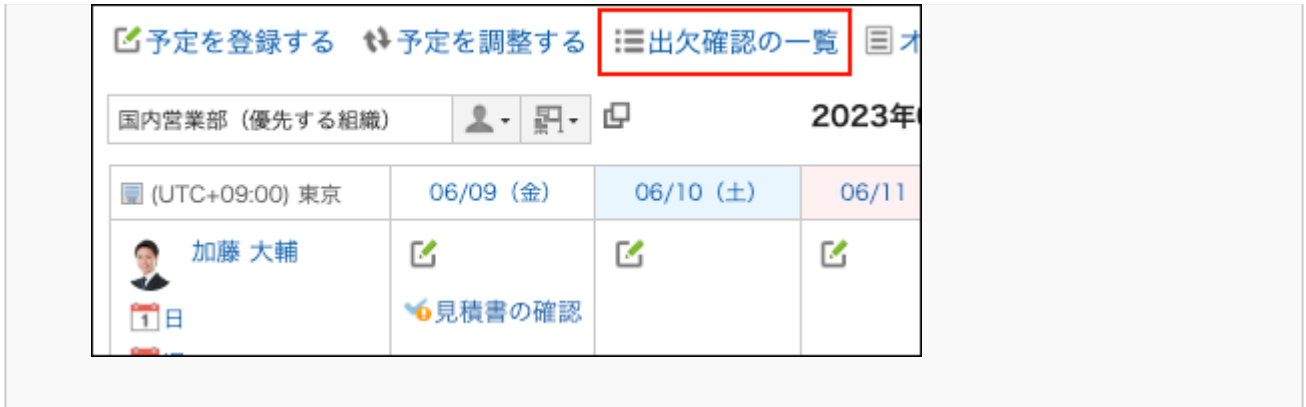 予定を登録する 予定を調整する 出欠確認の一覧 オ
国内営業部（優先する組織） 2023年
(UTC+09:00) 東京 06/09（金） 06/10（土） 06/11
加藤 大輔
1 日 見積書の確認